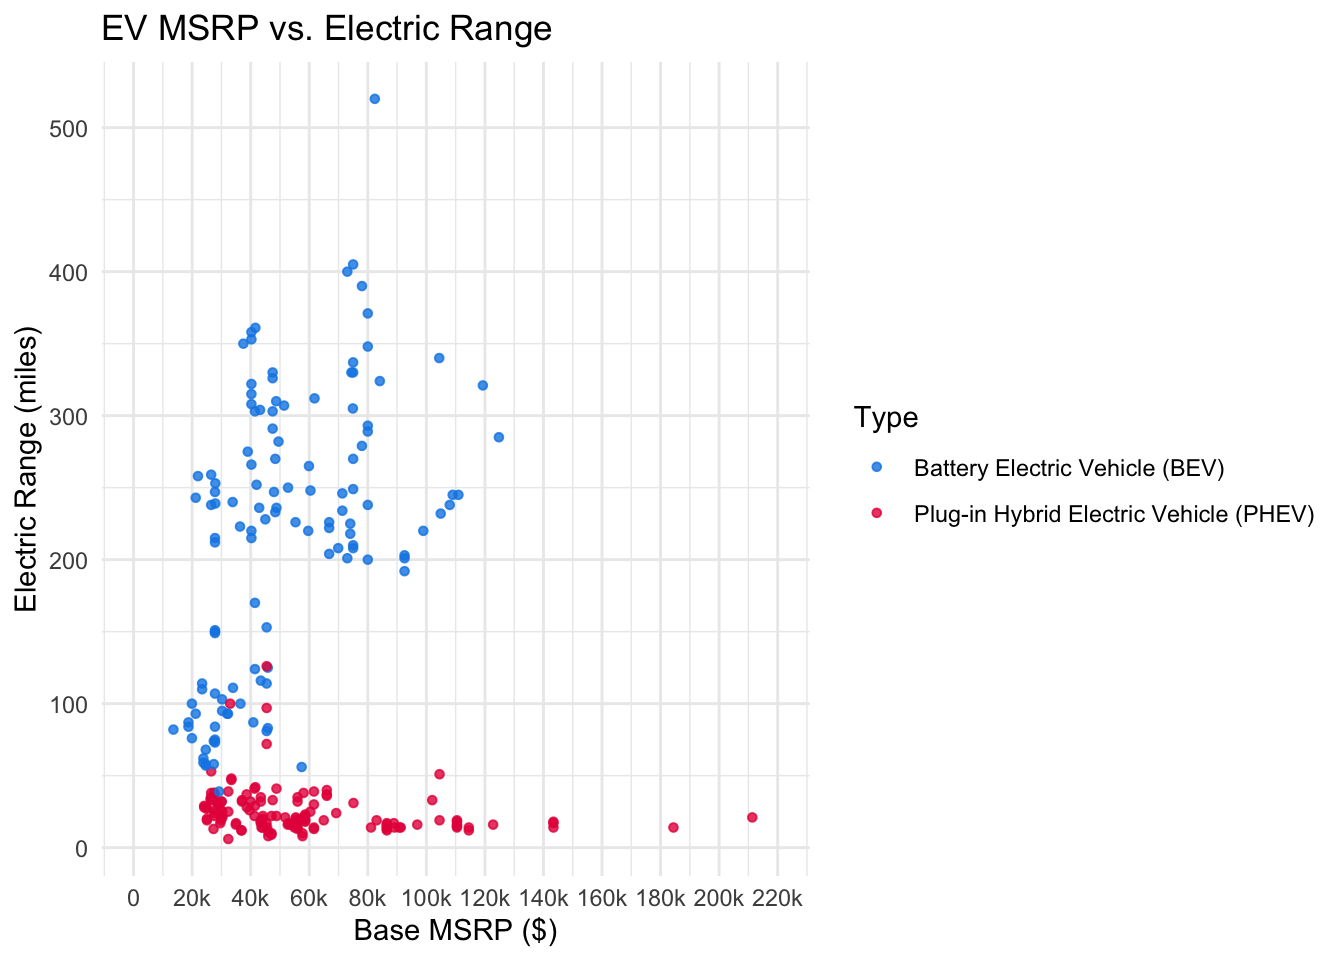 EV MSRP vs. Electric Range
Electric Range (miles)
500
400
300
200
100
0
0 20k 40k 60k 80k 100k 120k 140k 160k 180k 200k 220k
Base MSRP ($)
Type
Battery Electric Vehicle (BEV)
Plug-in Hybrid Electric Vehicle (PHEV)